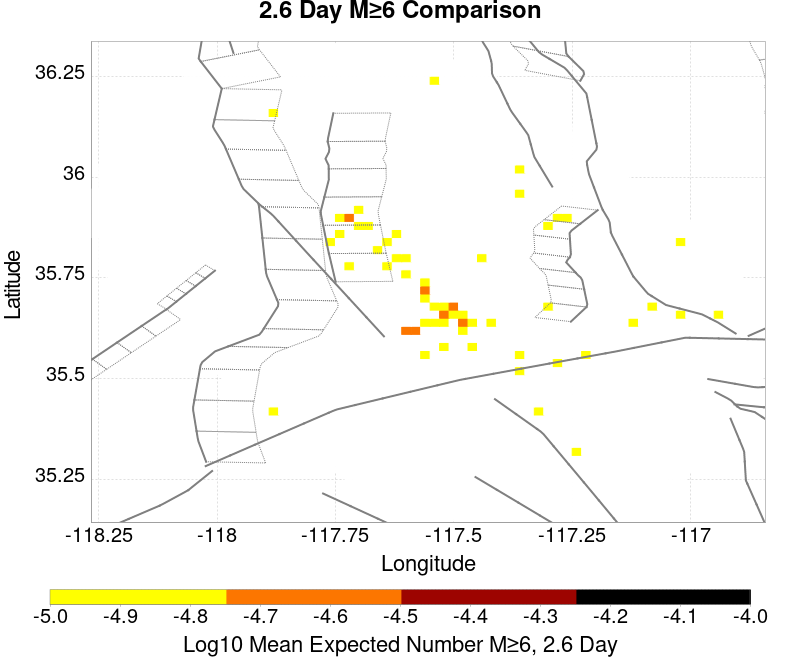 2.6 Day M≥6 Comparison
36.25
36
35.75
35.5
35.25
Latitude
-118.25 -118 -117.75 -117.5 -117.25 -117
Longitude
-5.0 -4.9 -4.8 -4.7 -4.6 -4.5 -4.4 -4.3 -4.2 -4.1 -4.0
Log10 Mean Expected Number M≥6, 2.6 Day